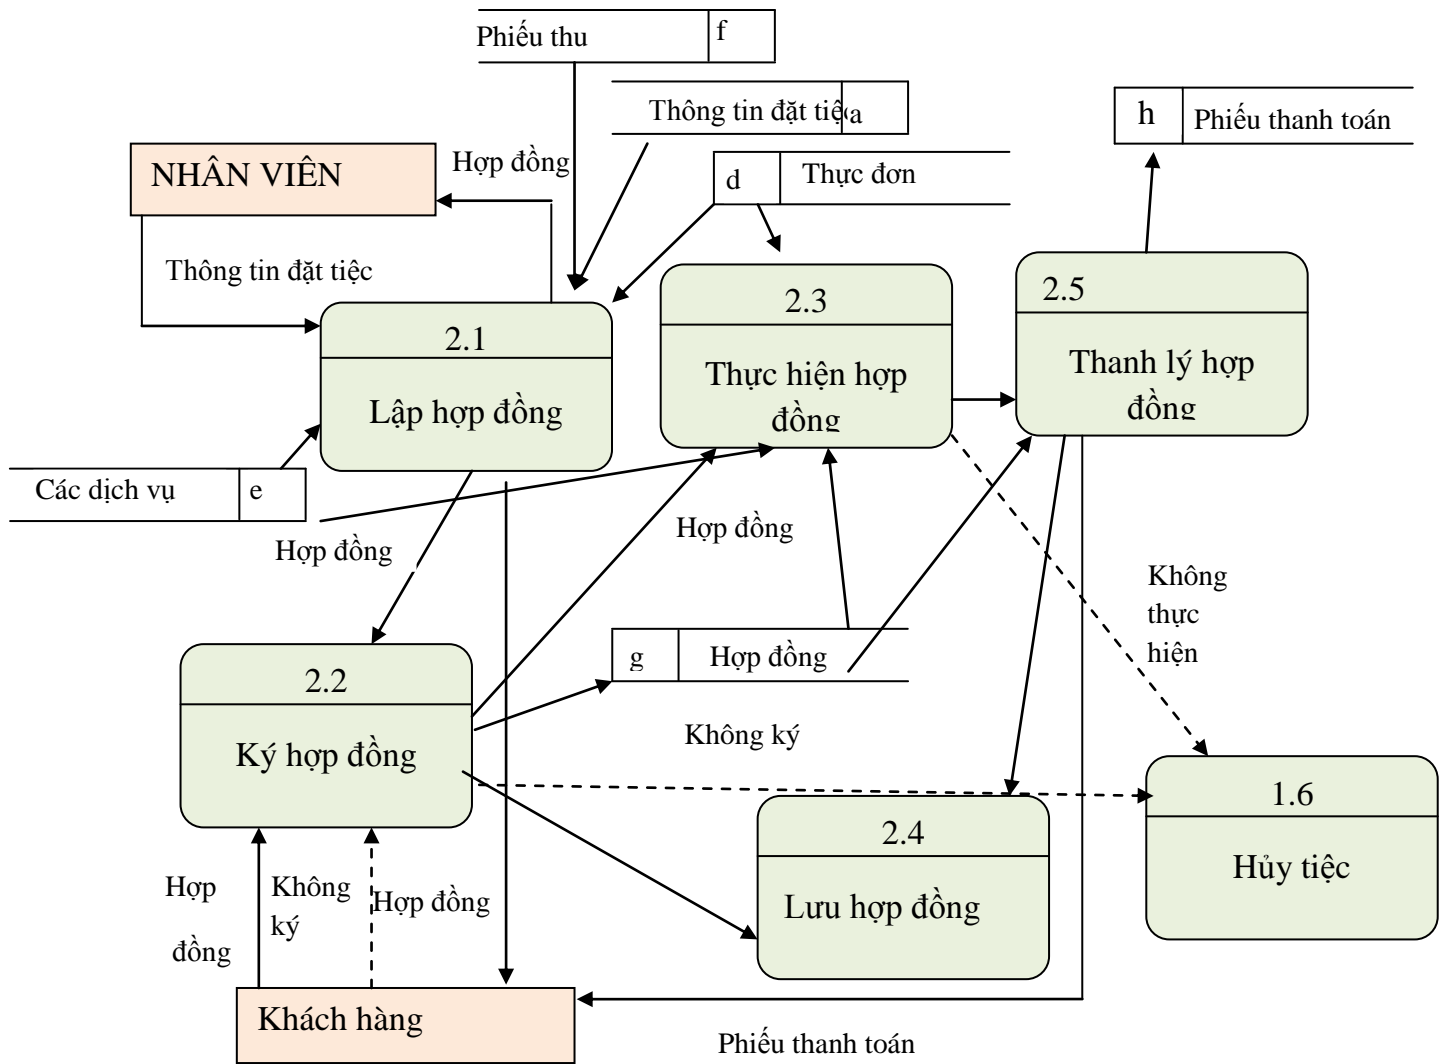 Phiếu thu
f
Thông tin đặt tiệ
a
h
Phiếu thanh toán
NHÂN VIÊN
Hợp đồng
d
Thực đơn
Thông tin đặt tiệc
2.1
Lập hợp đồng
2.3
Thực hiện hợp
đồng
2.5
Thanh lý hợp
đồng
Các dịch vụ
e
Hợp đồng
Hợp đồng
Không
thực
hiện
g
Hợp đồng
2.2
Ký hợp đồng
Không ký
2.4
Lưu hợp đồng
1.6
Hủy tiệc
Hợp
đồng
Không
ký
Hợp đồng
Khách hàng
Phiếu thanh toán